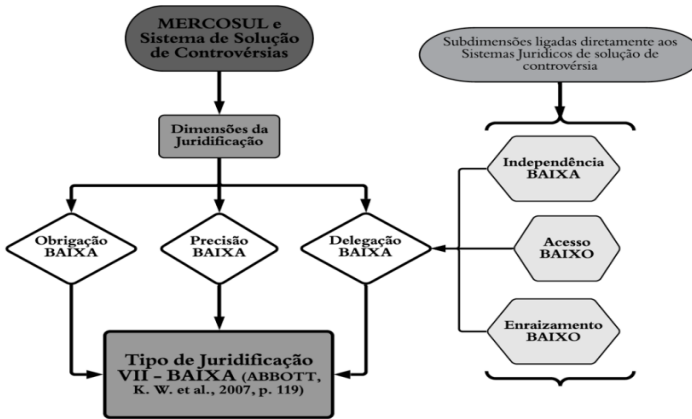 MERCOSUL e
Sistema de Solução
de Controvérsias
Subdimensões ligadas diretamente aos
Sistemas Jurídicos de solução de
controvérsia
Dimensões da
Juridificação
Independência
BAIXA
Obrigação
BAIXA
Precisão
BAIXA
Delegação
BAIXA
Acesso
BAIXO
Enraizamento
BAIXO
Tipo de Juridificação
VII - BAIXA (ABBOTT,
K. W. et al., 2007, p. 119)